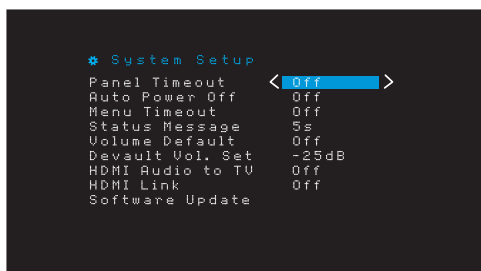 System Setup
Panel Timeout < Off >
Auto Power Off Off
Menu Timeout Off
Status Message 5s
Volume Default Off
Devault Vol. Set -25dB
HDMI Audio to TV Off
HDMI Link Off
Software Update